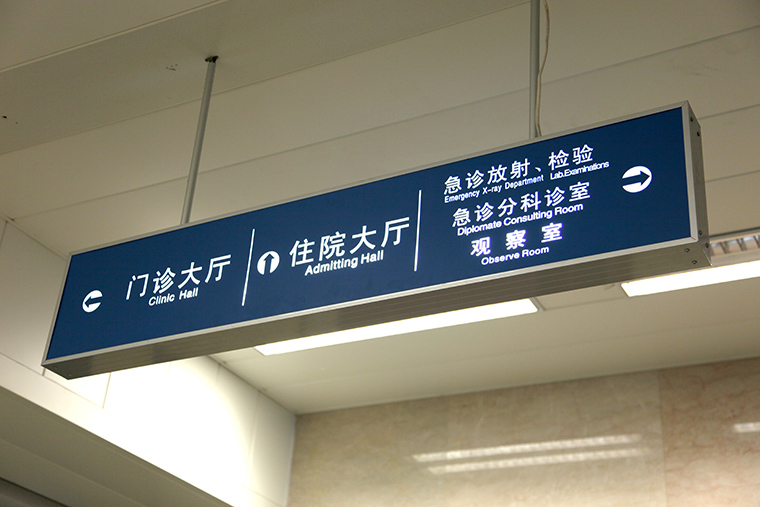 门诊大厅
Clinic Hall
住院大厅
Admitting Hall
急诊放射、检验
Emergency X-ray Department Lab.Examinations
急诊分科诊室
Diplomate Consulting Room
观察室
Observe Room